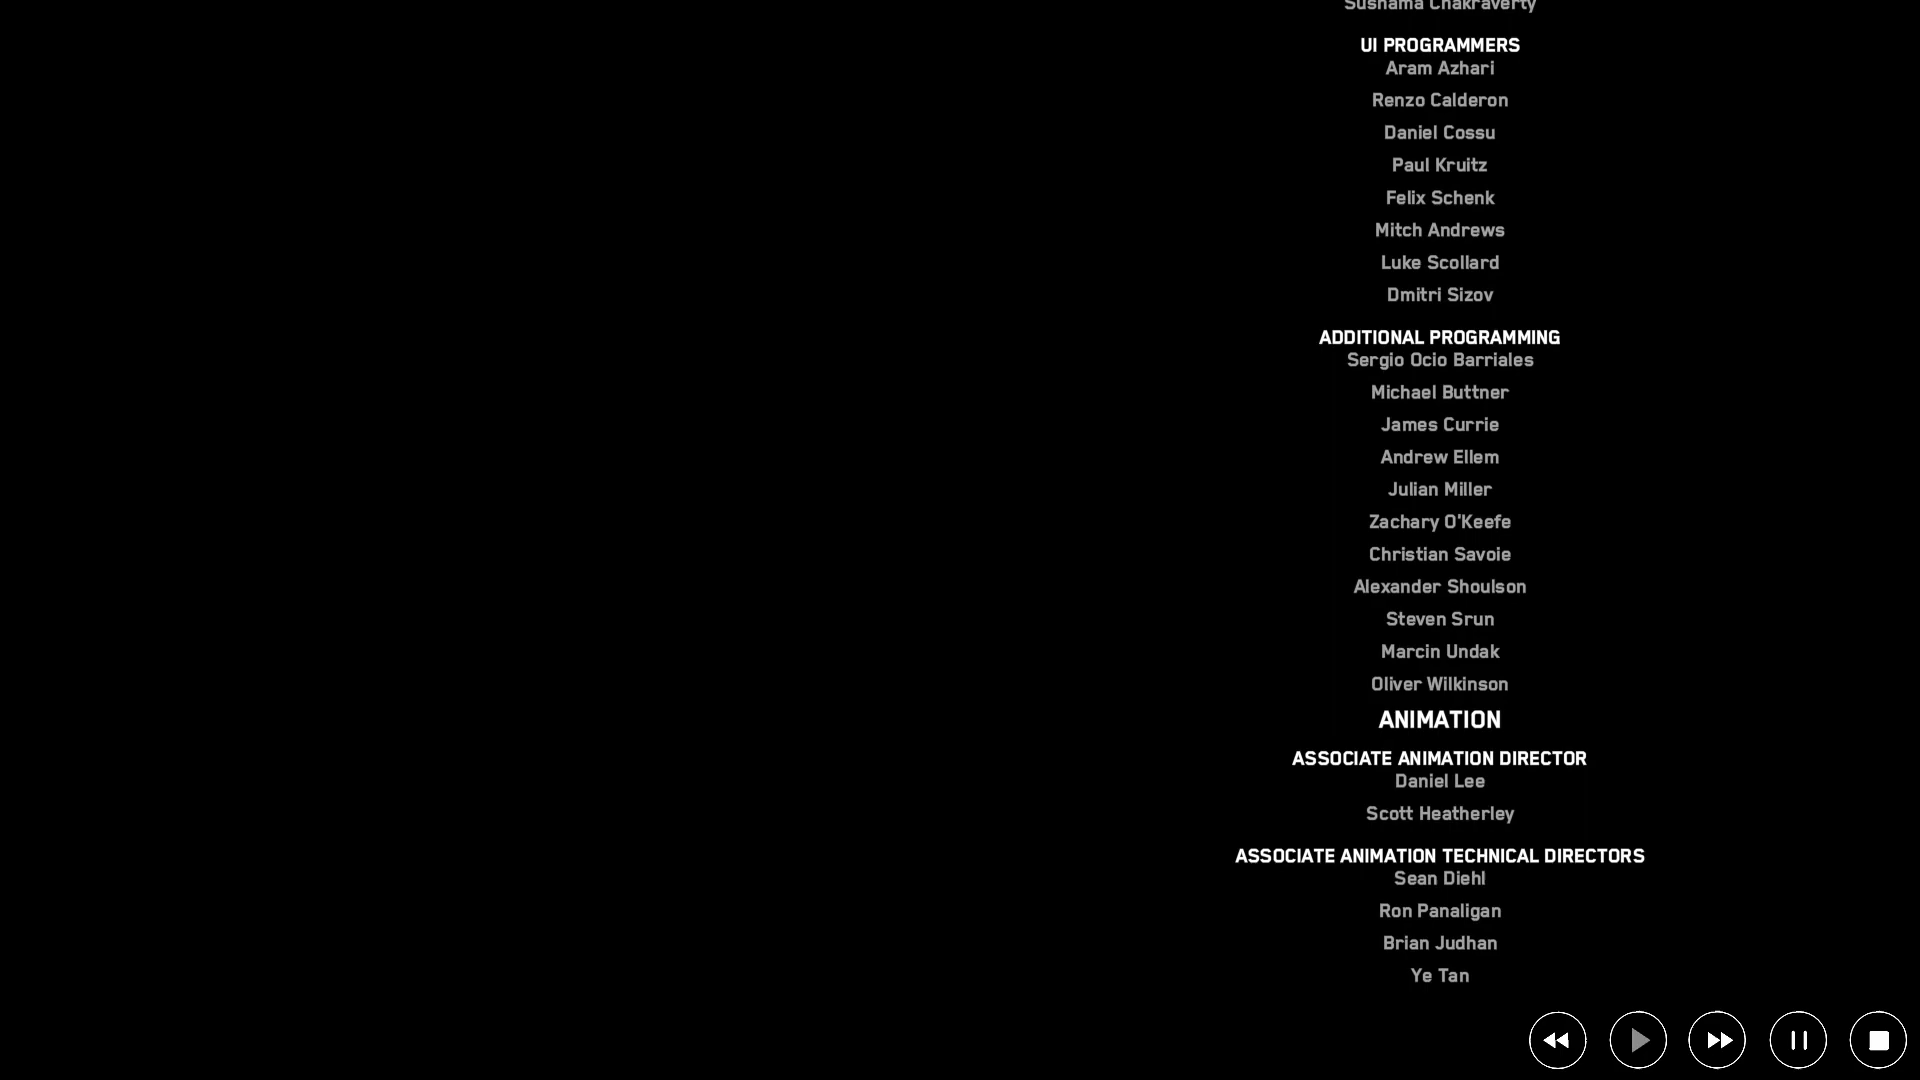 Sushama Chakraverty
UI PROGRAMMERS
Aram Azhari
Renzo Calderon
Daniel Cossu
Paul Kruitz
Felix Schenk
Mitch Andrews
Luke Scollard
Dmitri Sizov
ADDITIONAL PROGRAMMING
Sergio Ocio Barriales
Michael Buttner
James Currie
Andrew Ellem
Julian Miller
Zachary O'Keefe
Christian Savoie
Alexander Shoulson
Steven Srun
Marcin Undak
Oliver Wilkinson
ANIMATION
ASSOCIATE ANIMATION DIRECTOR
Daniel Lee
Scott Heatherley
ASSOCIATE ANIMATION TECHNICAL DIRECTORS
Sean Diehl
Ron Panaligan
Brian Judhan
Ye Tan